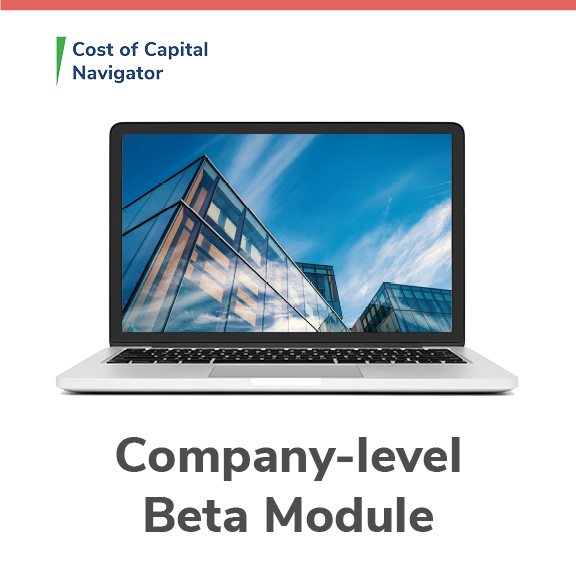 Cost of Capital
Navigator
Company-level
Beta Module